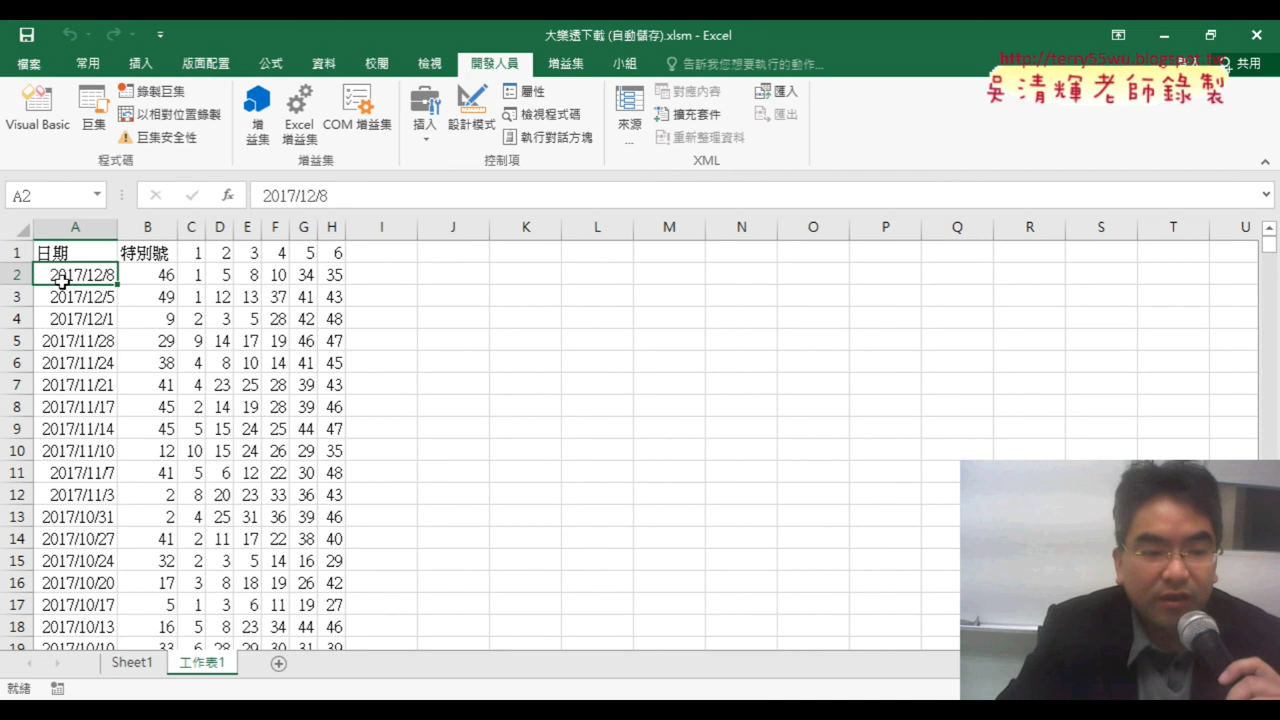 大樂透下載 (自動儲存).xlsm - Excel
http://terry55wu.blogspot.tw
吳清輝老師錄製
檔案 常用 插入 版面配置 公式 資料 校閱 檢視 開發人員 增益集 小組 告訴我您想要執行的動作... 共用
Visual Basic 巨集 錄製巨集 以相對位置錄製 巨集安全性
增益集 Excel 增益集 COM 增益集
插入 設計模式 屬性 檢視程式碼 執行對話方塊
來源... 對應內容 擴充套件 重新整理資料 匯入 匯出
程式碼 增益集 控制項 XML
A2 fx 2017/12/8
A B C D E F G H I J K L M N O P Q R S T U
1 日期 特別號 1 2 3 4 5 6
2 2017/12/8 46 1 5 8 10 34 35
3 2017/12/5 49 1 12 13 37 41 43
4 2017/12/1 9 2 3 5 28 42 48
5 2017/11/28 29 9 14 17 19 46 47
6 2017/11/24 38 4 8 10 14 41 45
7 2017/11/21 41 4 23 25 28 39 43
8 2017/11/17 45 2 14 19 28 39 46
9 2017/11/14 45 5 15 24 25 44 47
10 2017/11/10 12 10 15 24 26 29 35
11 2017/11/7 41 5 6 12 22 30 48
12 2017/11/3 2 8 20 23 33 36 43
13 2017/10/31 2 4 25 31 36 39 46
14 2017/10/27 41 2 11 17 22 38 40
15 2017/10/24 32 2 3 5 14 16 29
16 2017/10/20 17 3 8 18 19 26 42
17 2017/10/17 5 1 3 6 11 19 27
18 2017/10/13 16 5 8 23 34 44 46
19 2017/10/10 33 6 28 29 30 31 39
Sheet1 工作表1
就緒